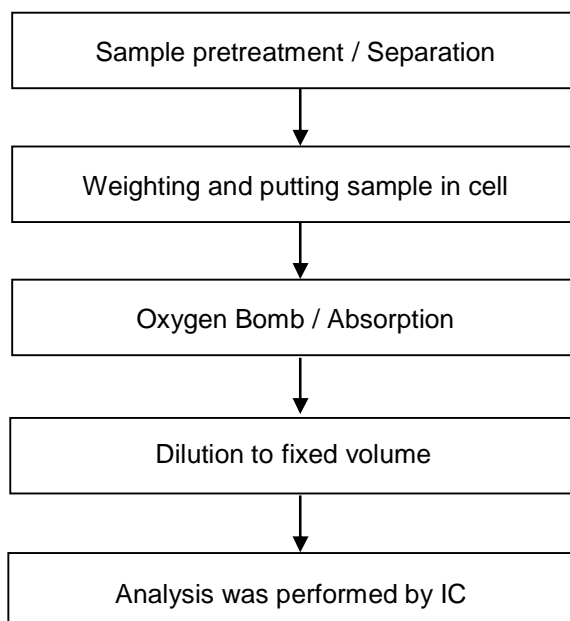 Sample pretreatment / Separation
Weighting and putting sample in cell
Oxygen Bomb / Absorption
Dilution to fixed volume
Analysis was performed by IC